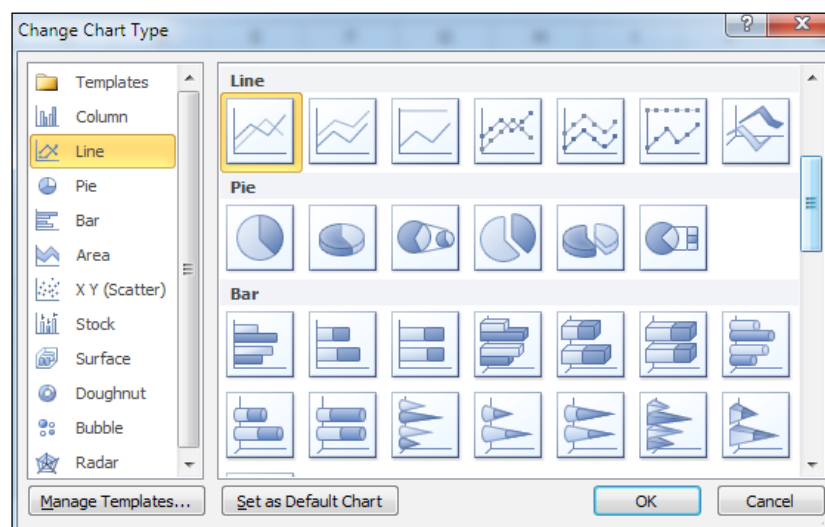 Change Chart Type
Templates
Column
Line
Pie
Bar
Area
X Y (Scatter)
Stock
Surface
Doughnut
Bubble
Radar
Line
Pie
Bar
Manage Templates...
Set as Default Chart
OK
Cancel